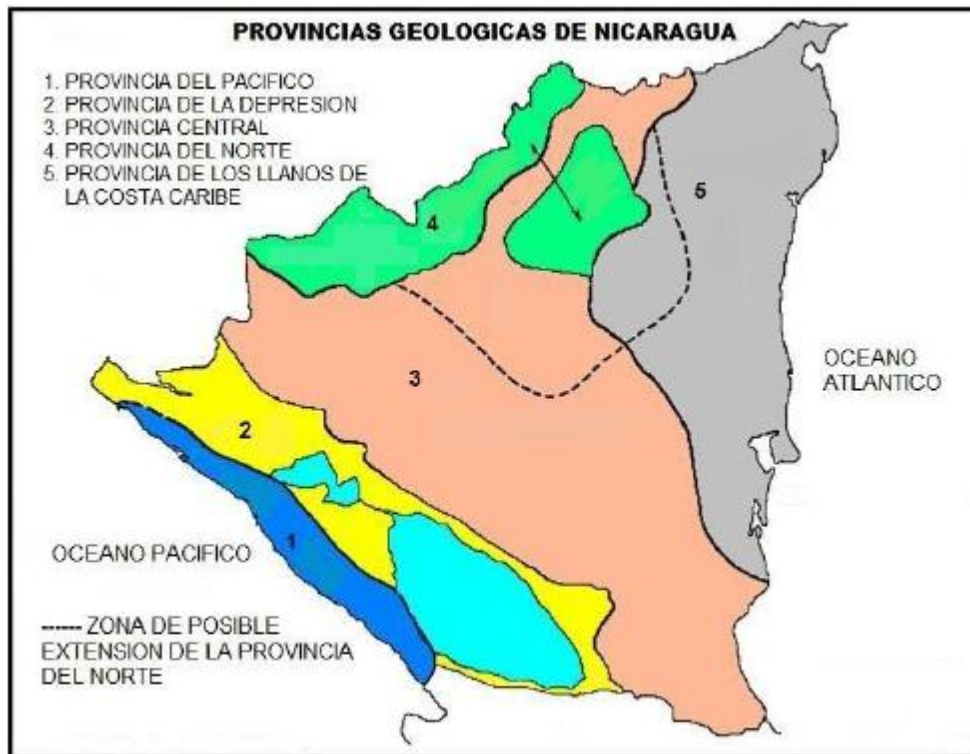 PROVINCIAS GEOLOGICAS DE NICARAGUA
1. PROVINCIA DEL PACIFICO
2 PROVINCIA DE LA DEPRESION
3. PROVINCIA CENTRAL
4. PROVINCIA DEL NORTE
5. PROVINCIA DE LOS LLANOS DE
LA COSTA CARIBE
5
4
3
OCEANO
ATLANTICO
2
1
OCEANO PACIFICO
------ ZONA DE POSIBLE
EXTENSION DE LA PROVINCIA
DEL NORTE